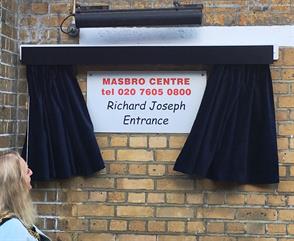 MASBRO CENTRE
tel 020 7605 0800
Richard Joseph
Entrance